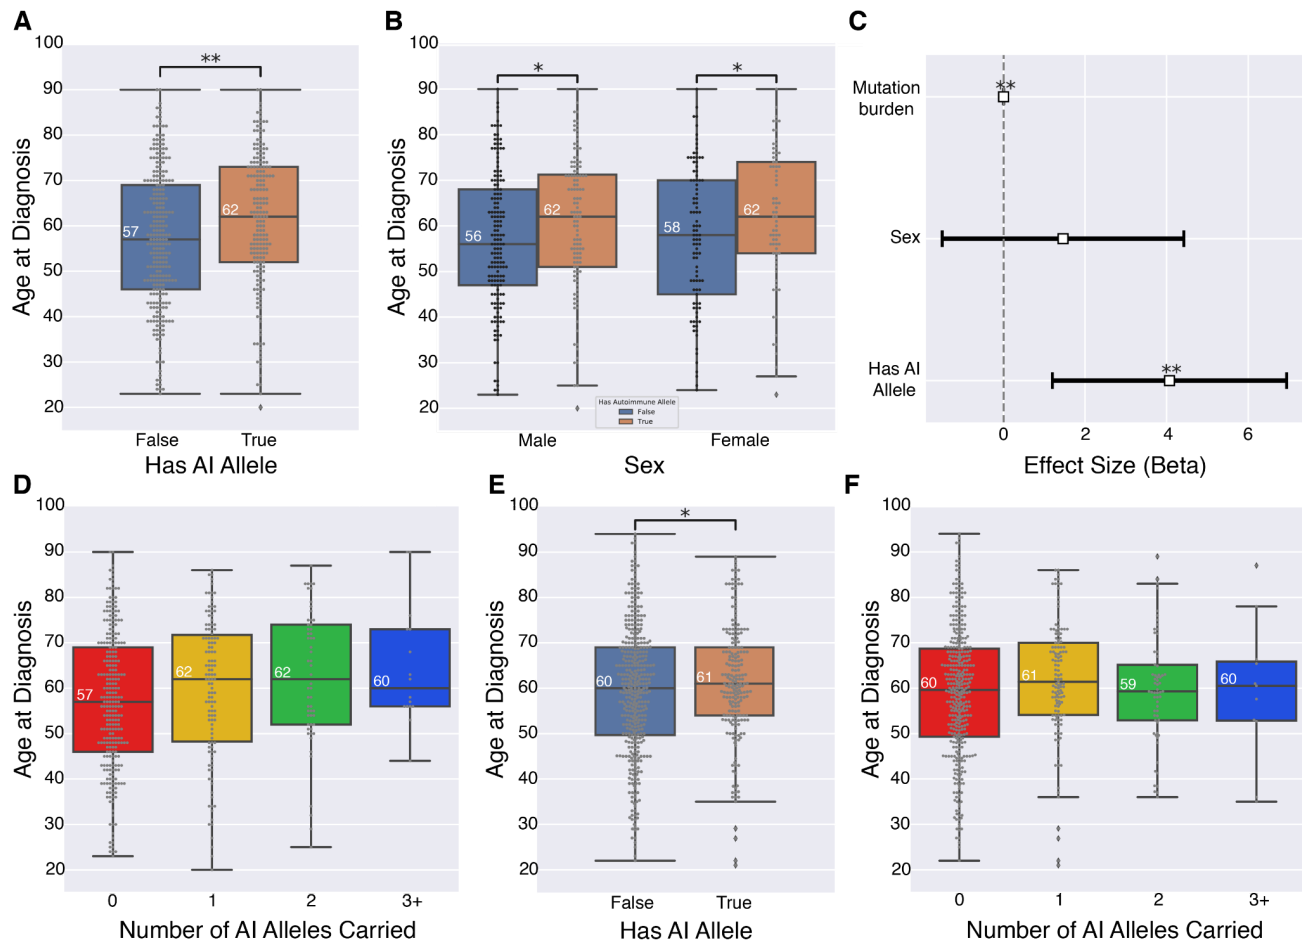 A
100
90
80
70
60
50
40
30
20
Age at Diagnosis
**
57
62
False
True
Has AI Allele
B
100
90
80
70
60
50
40
30
20
Age at Diagnosis
*
*
56
62
58
62
Has Autoimmune Allele
False
True
Male
Female
Sex
C
Mutation
burden
**
Sex
Has AI
Allele
**
0
2
4
6
Effect Size (Beta)
D
100
90
80
70
60
50
40
30
20
Age at Diagnosis
57
62
62
60
0
1
2
3+
Number of AI Alleles Carried
E
100
90
80
70
60
50
40
30
20
Age at Diagnosis
*
60
61
False
True
Has AI Allele
F
100
90
80
70
60
50
40
30
20
Age at Diagnosis
60
61
59
60
0
1
2
3+
Number of AI Alleles Carried